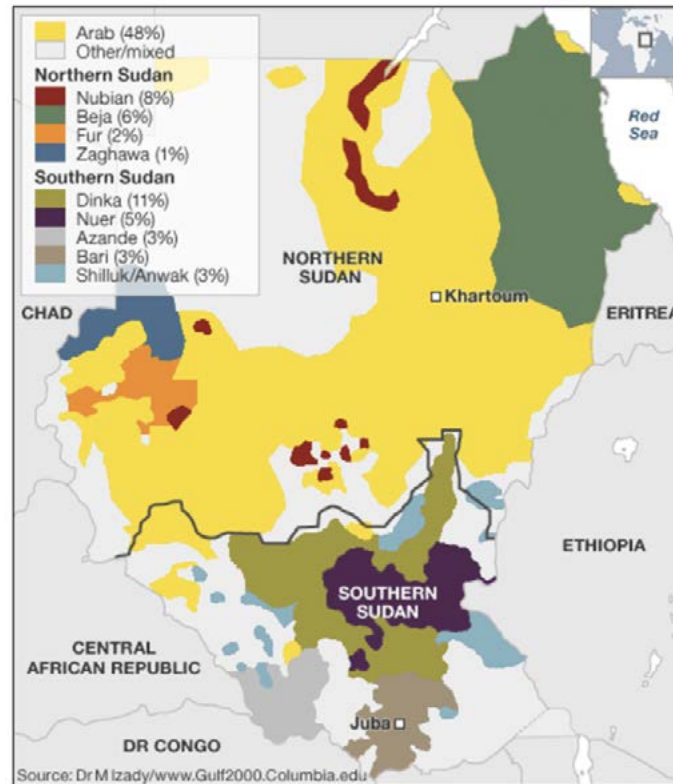 Arab (48%)
Other/mixed
Northern Sudan
Nubian (8%)
Beja (6%)
Fur (2%)
Zaghawa (1%)
Southern Sudan
Dinka (11%)
Nuer (5%)
Azande (3%)
Bari (3%)
Shilluk/Anwak (3%)
Red
Sea
NORTHERN
SUDAN
Khartoum
CHAD
ERITREA
ETHIOPIA
SOUTHERN
SUDAN
CENTRAL
AFRICAN REPUBLIC
Juba
DR CONGO
Source: Dr M Izady/www.Gulf2000.Columbia.edu